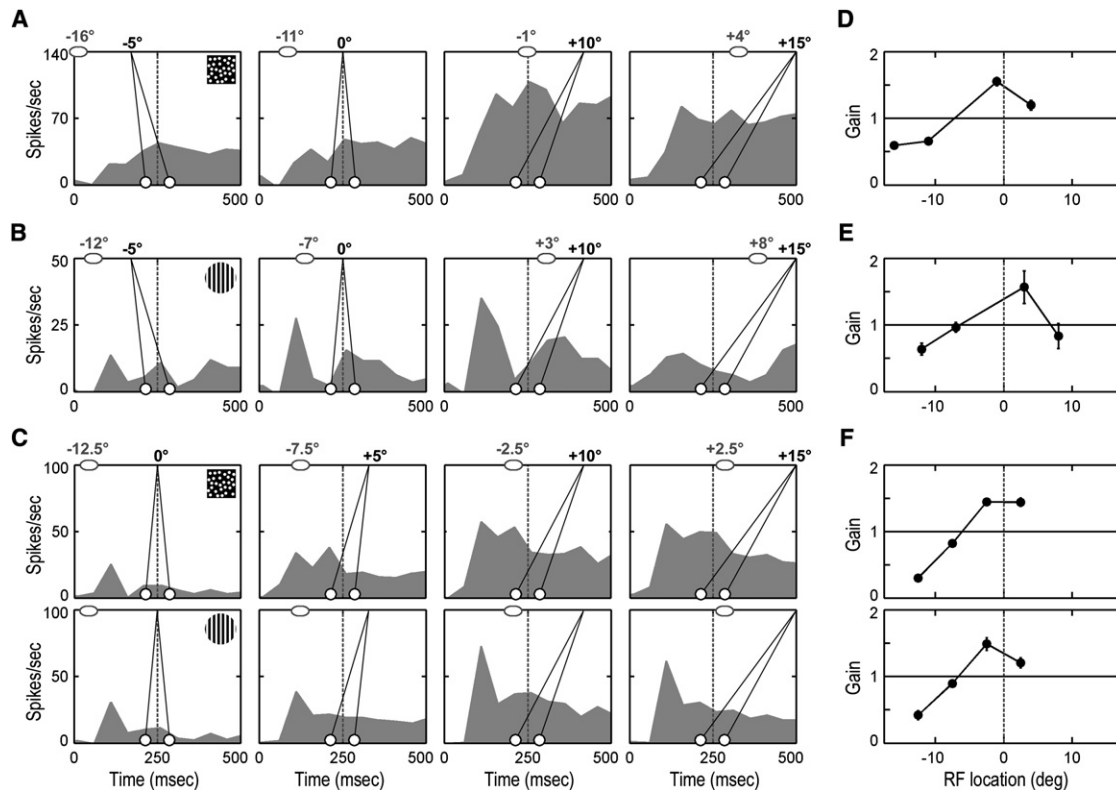 A
-16° -5° -11° 0° -1° +10° +4° +15°
D
140
70
0
Spikes/sec
0 500 0 500 0 500 0 500
2
1
0
Gain
-10 0 10
B
-12° -5° -7° 0° +3° +10° +8° +15°
E
50
25
0
Spikes/sec
0 500 0 500 0 500 0 500
2
1
0
Gain
-10 0 10
C
-12.5° 0° -7.5° +5° -2.5° +10° +2.5° +15°
F
100
50
0
Spikes/sec
2
1
0
Gain
100
50
0
Spikes/sec
0 250 500 0 250 500 0 250 500 0 250 500
Time (msec) Time (msec) Time (msec) Time (msec)
2
1
0
Gain
-10 0 10
RF location (deg)